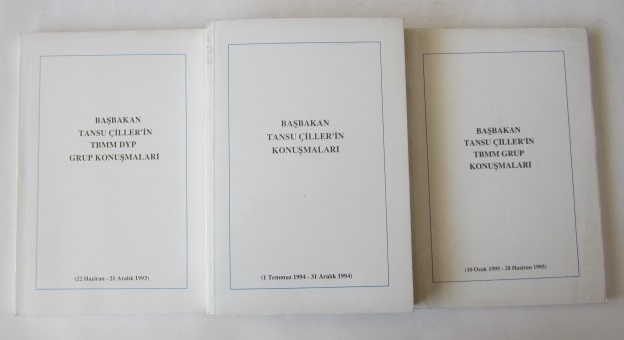 BAŞBAKAN
TANSU ÇİLLER'İN
TBMM DYP
GRUP KONUŞMALARI
(22 Haziran - 21 Aralık 1993)
BAŞBAKAN
TANSU ÇİLLER'İN
KONUŞMALARI
(1 Temmuz 1994 - 31 Aralık 1994)
BAŞBAKAN
TANSU ÇİLLER'İN
TBMM GRUP
KONUŞMALARI
(10 Ocak 1995 - 28 Haziran 1995)